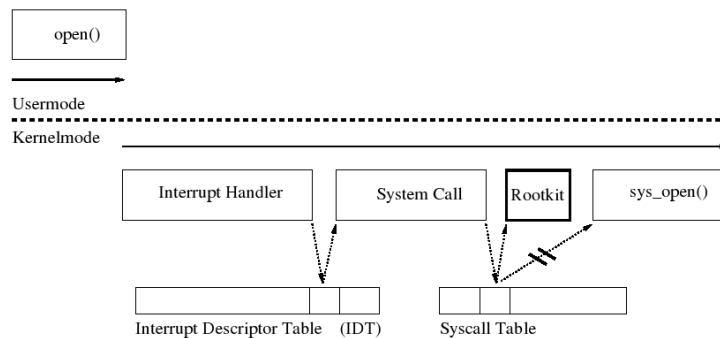 open()
Usermode
Kernelmode
Interrupt Handler
System Call
Rootkit
sys_open()
Interrupt Descriptor Table (IDT)
Syscall Table